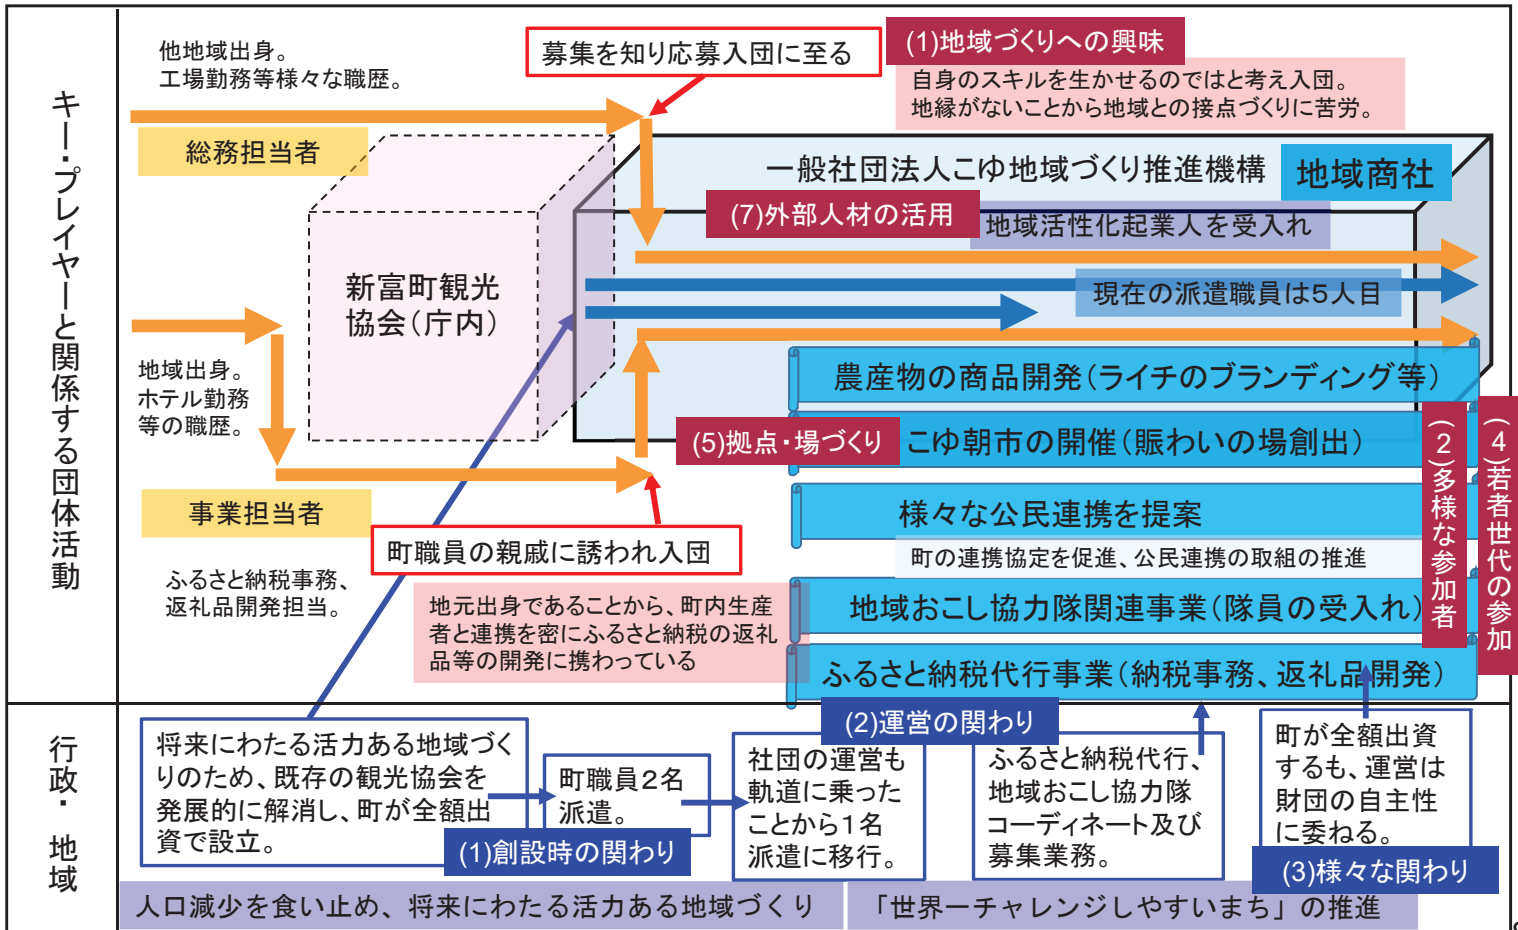 キー・プレイヤーと関係する団体活動
他地域出身。
工場勤務等様々な職歴。
募集を知り応募入団に至る
(1)地域づくりへの興味
自身のスキルを生かせるのではと考え入団。
地縁がないことから地域との接点づくりに苦労。
総務担当者
一般社団法人こゆ地域づくり推進機構
地域商社
(7)外部人材の活用
地域活性化起業人を受入れ
新富町観光
協会(庁内)
現在の派遣職員は5人目
地域出身。
ホテル勤務
等の職歴。
農産物の商品開発(ライチのブランディング等)
(5)拠点・場づくり
こゆ朝市の開催(賑わいの場創出)
(2)多様な参加者
(4)若者世代の参加
事業担当者
町職員の親戚に誘われ入団
様々な公民連携を提案
町の連携協定を促進、公民連携の取組の推進
ふるさと納税事務、
返礼品開発担当。
地元出身であることから、町内生産
者と連携を密にふるさと納税の返礼
品等の開発に携わっている
地域おこし協力隊関連事業(隊員の受入れ)
ふるさと納税代行事業(納税事務、返礼品開発)
行政・地域
将来にわたる活力ある地域づく
りのため、既存の観光協会を
発展的に解消し、町が全額出
資で設立。
(1)創設時の関わり
町職員2名
派遣。
(2)運営の関わり
社団の運営も
軌道に乗った
ことから1名
派遣に移行。
ふるさと納税代行、
地域おこし協力隊
コーディネート及び
募集業務。
町が全額出資
するも、運営は
財団の自主性
に委ねる。
(3)様々な関わり
人口減少を食い止め、将来にわたる活力ある地域づくり
「世界一チャレンジしやすいまち」の推進